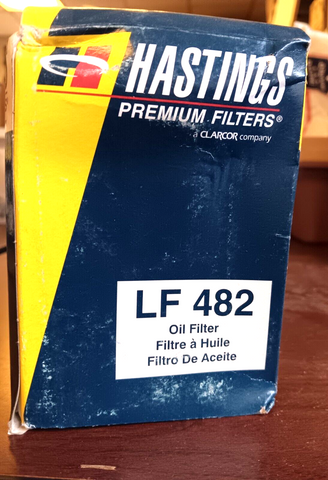 HASTINGS
PREMIUM FILTERS®
a CLARCOR company
LF 482
Oil Filter
Filtre à Huile
Filtro De Aceite